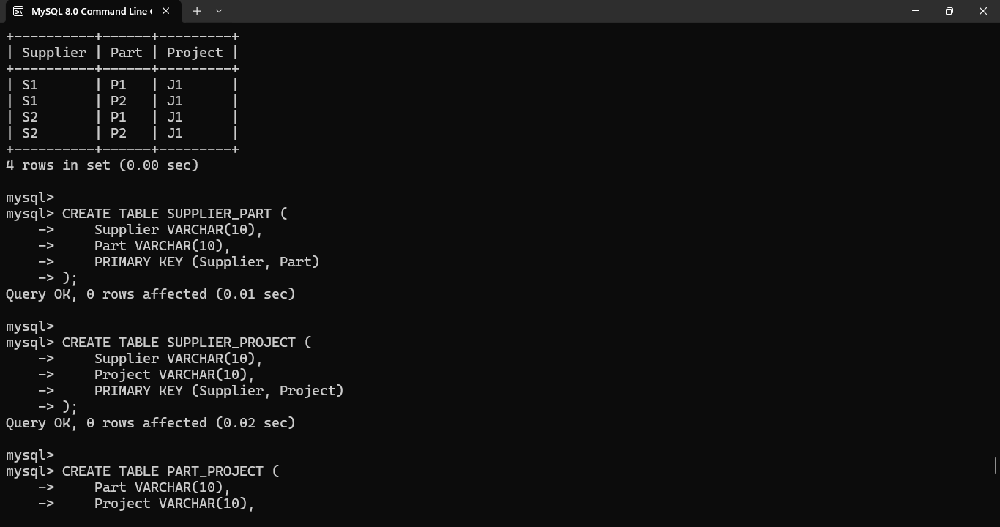 MySQL 8.0 Command Line
+----------+------+---------+
| Supplier | Part | Project |
+----------+------+---------+
| S1       | P1   | J1      |
| S1       | P2   | J1      |
| S2       | P1   | J1      |
| S2       | P2   | J1      |
+----------+------+---------+
4 rows in set (0.00 sec)

mysql>
mysql> CREATE TABLE SUPPLIER_PART (
    ->     Supplier VARCHAR(10),
    ->     Part VARCHAR(10),
    ->     PRIMARY KEY (Supplier, Part)
    -> );
Query OK, 0 rows affected (0.01 sec)

mysql>
mysql> CREATE TABLE SUPPLIER_PROJECT (
    ->     Supplier VARCHAR(10),
    ->     Project VARCHAR(10),
    ->     PRIMARY KEY (Supplier, Project)
    -> );
Query OK, 0 rows affected (0.02 sec)

mysql>
mysql> CREATE TABLE PART_PROJECT (
    ->     Part VARCHAR(10),
    ->     Project VARCHAR(10),